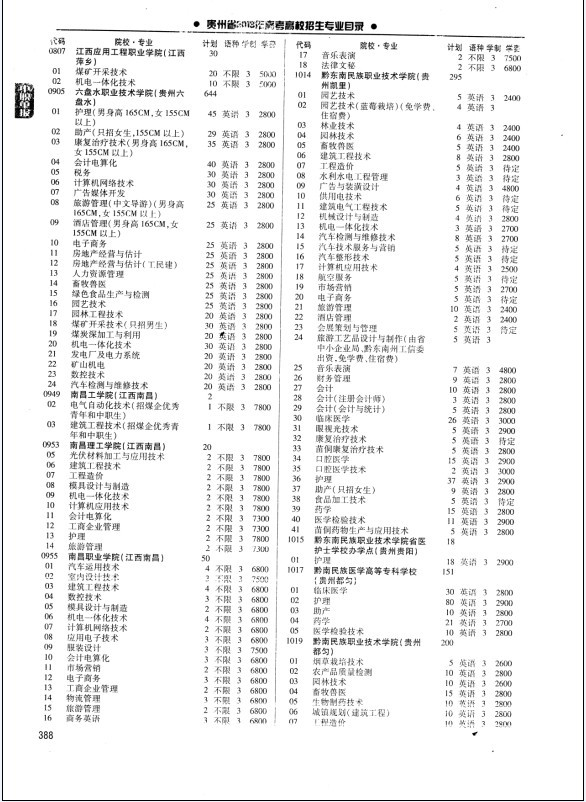 贵州省2012年高考高校招生专业目录
代码 院校·专业 计划 语种 学制 学费
0807 江西应用工程职业学院(江西 30
萍乡)
01 煤矿开采技术 20 不限 3 5000
02 机电一体化技术 10 不限 3 5000
0905 六盘水职业技术学院(贵州六 644
盘水)
01 护理(男身高165CM,女155CM 45 英语 3 2800
以上)
02 助产(只招女生,155CM以上) 29 英语 3 2800
03 康复治疗技术(男身高165CM, 35 英语 3 2800
女155CM以上)
04 会计电算化 40 英语 3 2800
05 税务 30 英语 3 2800
06 计算机网络技术 30 英语 3 2800
07 广告媒体开发 30 英语 3 2800
08 旅游管理(中文导游)(男身高 25 英语 3 2800
165CM,女155CM以上)
09 酒店管理(男身高165CM,女 25 英语 3 2800
155CM以上)
10 电子商务 25 英语 3 2800
11 房地产经营与估计 25 英语 3 2800
12 房地产经营与估计(工民建) 25 英语 3 2800
13 人力资源管理 25 英语 3 2800
14 畜牧兽医 25 英语 3 2800
15 绿色食品生产与检测 25 英语 3 2800
16 园艺技术 25 英语 3 2800
17 园林工程技术 20 英语 3 2800
18 煤矿开采技术(只招男生) 30 英语 3 2800
19 煤炭深加工与利用 20 英语 3 2800
20 机电一体化技术 30 英语 3 2800
21 发电厂及电力系统 20 英语 3 2800
22 矿山机电 20 英语 3 2800
23 数控技术 20 英语 3 2800
24 汽车检测与维修技术 20 英语 3 2800
0949 南昌工学院(江西南昌) 2
02 电气自动化技术(招煤企优秀 1 不限 3 7800
青年和中职生)
03 建筑工程技术(招煤企优秀青 1 不限 3 7800
年和中职生)
0953 南昌理工学院(江西南昌) 20
05 光伏材料加工与应用技术 2 不限 3 7800
06 建筑工程技术 2 不限 3 7800
07 工程造价 2 不限 3 7800
08 模具设计与制造 2 不限 3 7800
09 机电一体化技术 2 不限 3 7800
10 计算机应用技术 2 不限 3 7800
11 会计电算化 2 不限 3 7300
12 工商企业管理 2 不限 3 7300
13 护理 2 不限 3 7800
14 旅游管理 2 不限 3 7300
0955 南昌职业学院(江西南昌) 50
01 汽车运用技术 4 不限 3 6800
02 室内设计技术 2 不限 3 7500
03 建筑工程技术 4 不限 3 6800
04 数控技术 3 不限 3 6800
05 模具设计与制造 2 不限 3 6800
06 机电一体化技术 4 不限 3 6800
07 计算机网络技术 2 不限 3 6800
08 应用电子技术 3 不限 3 6800
09 服装设计 3 不限 3 7500
10 会计电算化 3 不限 3 6800
11 市场营销 2 不限 3 6800
12 电子商务 3 不限 3 6800
13 工商企业管理 2 不限 3 6800
14 物流管理 3 不限 3 6800
15 旅游管理 2 不限 3 6800
16 商务英语 3 不限 3 6800
388
代码 院校·专业 计划 语种 学制 学费
17 音乐表演 2 不限 3 7500
18 法律文秘 2 不限 3 6800
1014 黔东南民族职业技术学院(贵 295
州凯里)
01 园艺技术 5 英语 3 2400
02 园艺技术(蓝莓栽培)(免学费、 4 英语 3
住宿费)
03 林业技术 4 英语 3 2400
04 园林技术 6 英语 3 2400
05 畜牧兽医 5 英语 3 2400
06 建筑工程技术 8 英语 3 2800
07 工程造价 5 英语 3 待定
08 水利水电工程管理 3 英语 3 待定
09 广告与装潢设计 4 英语 3 4800
10 供用电技术 6 英语 3 待定
11 建筑电气工程技术 5 英语 3 待定
12 机械设计与制造 4 英语 3 2800
13 机电一体化技术 3 英语 3 2700
14 汽车检测与维修技术 8 英语 3 2700
15 汽车技术服务与营销 5 英语 3 待定
16 汽车整形技术 5 英语 3 待定
17 计算机应用技术 4 英语 3 2500
18 航空服务 5 英语 3 待定
19 市场营销 5 英语 3 2700
20 电子商务 5 英语 3 待定
21 旅游管理 10 英语 3 2400
22 酒店管理 2 英语 3 2400
23 会展策划与管理 5 英语 3 待定
24 旅游工艺品设计与制作(由省 5 英语 3
中小企业局,黔东南州工信委
出资,免学费、住宿费)
25 音乐表演 7 英语 3 4800
26 财务管理 9 英语 3 2800
27 会计 10 英语 3 2800
28 会计(注册会计师) 3 英语 3 2800
29 会计(会计与统计) 5 英语 3 2800
30 临床医学 26 英语 3 3000
31 眼视光技术 5 英语 3 2900
32 康复治疗技术 5 英语 3 待定
33 苗侗康复治疗技术 5 英语 3 2800
34 口腔医学 15 英语 3 2900
35 口腔医学技术 2 英语 3 3000
36 护理 37 英语 3 2900
37 助产(只招女生) 9 英语 3 2800
38 食品加工技术 5 英语 3 待定
39 药学 15 英语 3 2800
40 医学检验技术 11 英语 3 2900
41 苗侗药物生产与应用技术 5 英语 3 2800
1015 黔东南民族职业技术学院省医 18
护士学校办学点(贵州贵阳)
01 护理 18 英语 3 2900
1017 黔南民族医学高等专科学校 151
(贵州都匀)
01 临床医学 30 英语 3 2800
02 护理 80 英语 3 2900
03 助产 10 英语 3 2800
04 药学 21 英语 3 2700
05 医学检验技术 10 英语 3 2800
1019 黔南民族职业技术学院(贵州 200
都匀)
01 烟草栽培技术 5 英语 3 2600
02 农产品质量检测 10 英语 3 2800
03 园林技术 10 英语 3 2600
04 畜牧兽医 15 英语 3 2800
05 生物制药技术 10 英语 3 2800
06 城镇规划(建筑工程) 10 英语 3 2800
07 工程造价 10 英语 3 2800